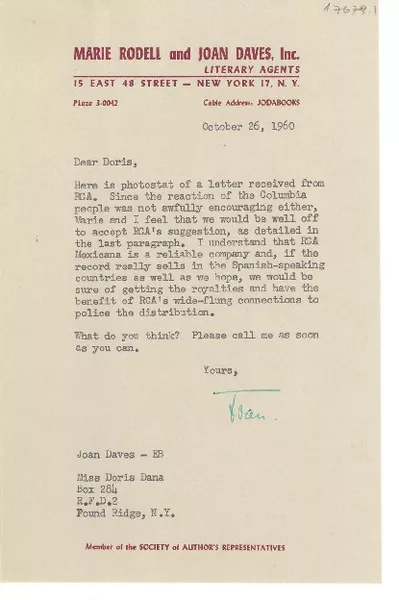 17678.1
MARIE RODELL and JOAN DAVES, Inc.
LITERARY AGENTS
15 EAST 48 STREET — NEW YORK 17, N. Y.
PLaza 3-0042
Cable Address: JODABOOKS
October 26, 1960
Dear Doris,
Here is photostat of a letter received from
RCA. Since the reaction of the Columbia
people was not awfully encouraging either,
Marie and I feel that we would be well off
to accept RCA's suggestion, as detailed in
the last paragraph. I understand that RCA
Mexicana is a reliable company and, if the
record really sells in the Spanish-speaking
countries as well as we hope, we would be
sure of getting the royalties and have the
benefit of RCA's wide-flung connections to
police the distribution.
What do you think? Please call me as soon
as you can.
Yours,
Joan.
Joan Daves - EB
Miss Doris Dana
Box 284
R.F.D.2
Pound Ridge, N.Y.
Member of the SOCIETY of AUTHOR'S REPRESENTATIVES